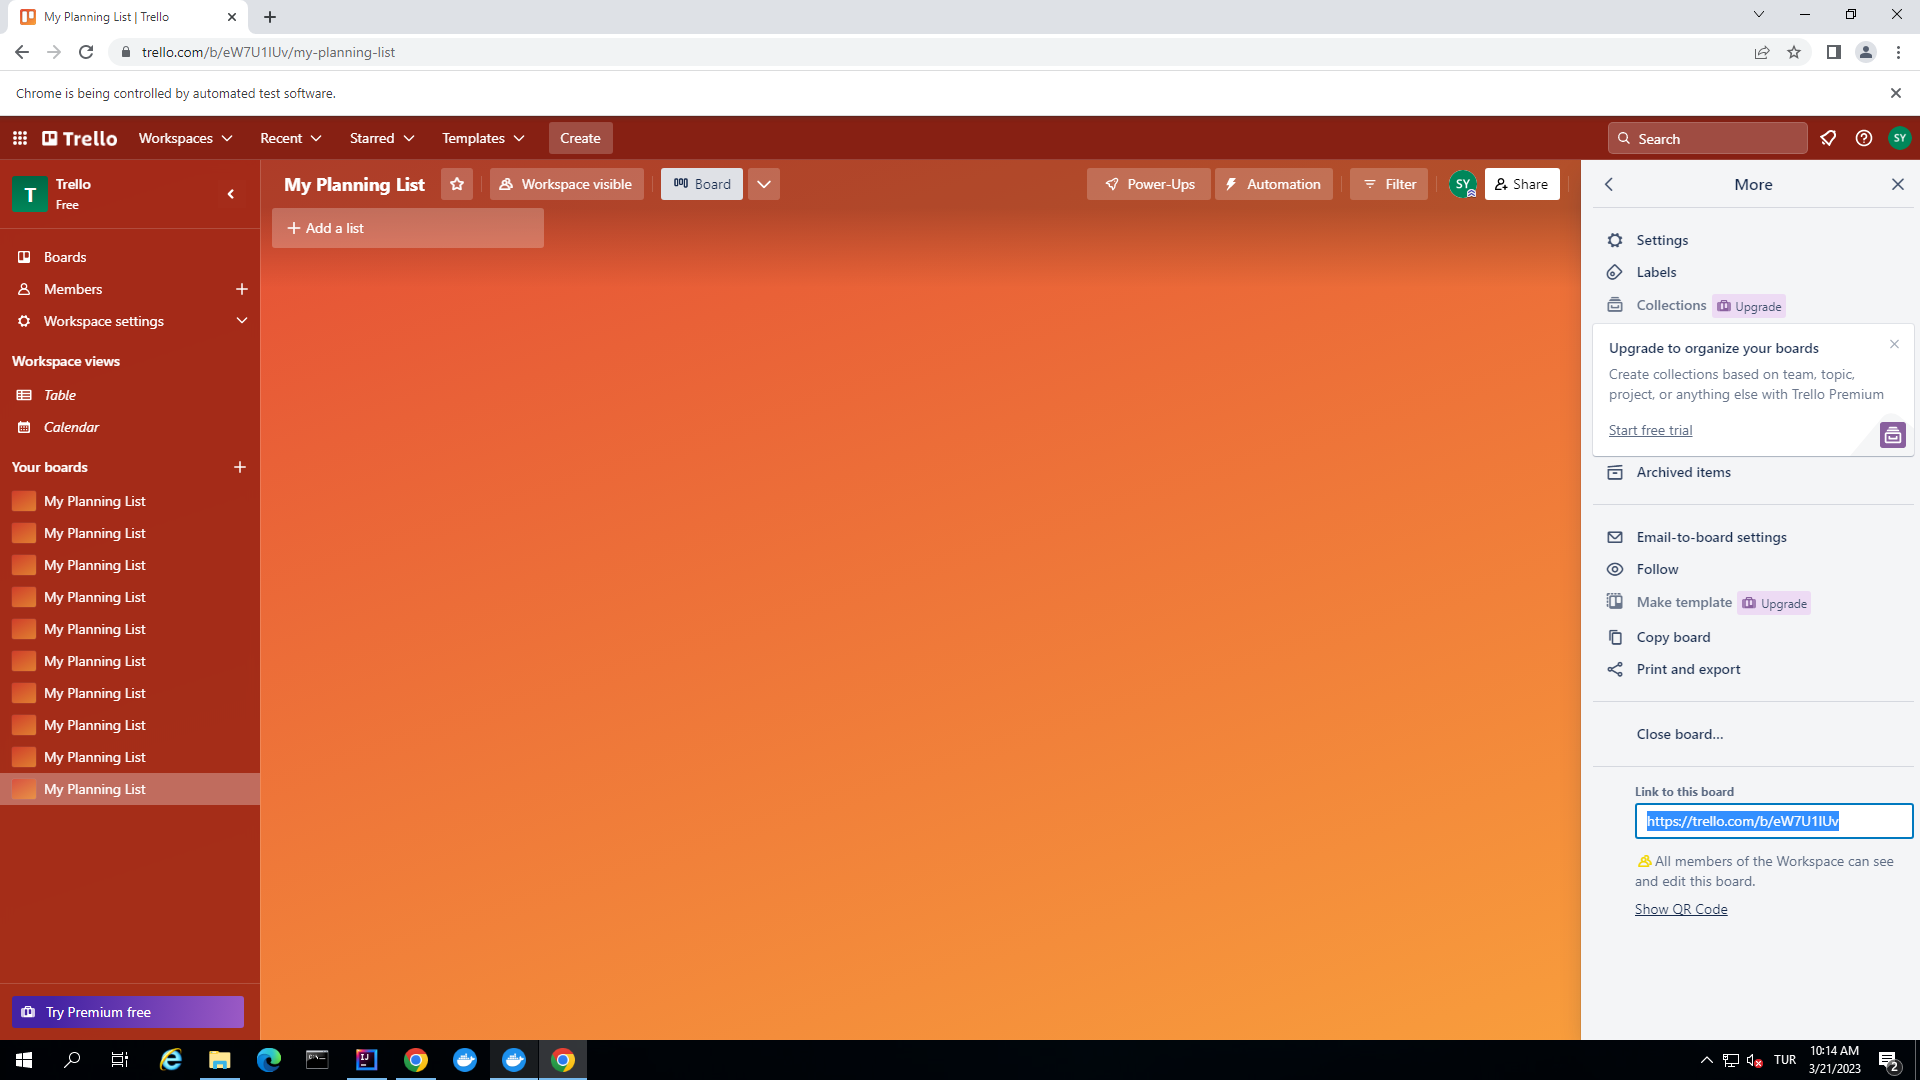 My Planning List | Trello
trello.com/b/eW7U1IUv/my-planning-list
Chrome is being controlled by automated test software.
Trello
Workspaces
Recent
Starred
Templates
Create
Search
SY
T
Trello
Free
My Planning List
Workspace visible
Board
Power-Ups
Automation
Filter
SY
Share
More
Add a list
Boards
Members
Workspace settings
Workspace views
Table
Calendar
Your boards
My Planning List
My Planning List
My Planning List
My Planning List
My Planning List
My Planning List
My Planning List
My Planning List
My Planning List
My Planning List
Try Premium free
Settings
Labels
Collections
Upgrade
Upgrade to organize your boards
Create collections based on team, topic,
project, or anything else with Trello Premium
Start free trial
Archived items
Email-to-board settings
Follow
Make template
Upgrade
Copy board
Print and export
Close board...
Link to this board
https://trello.com/b/eW7U1IUv
All members of the Workspace can see
and edit this board.
Show QR Code
TUR
10:14 AM
3/21/2023
2